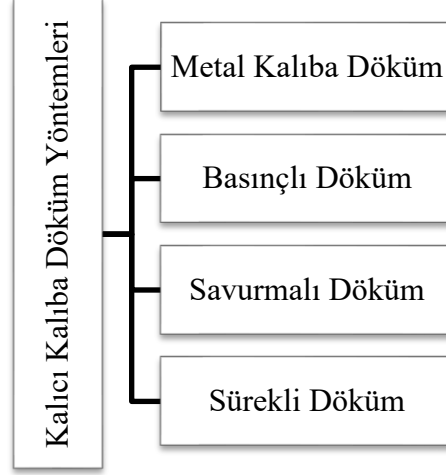 Kalıcı Kalıba Döküm Yöntemleri
Metal Kalıba Döküm
Basınçlı Döküm
Savurmalı Döküm
Sürekli Döküm